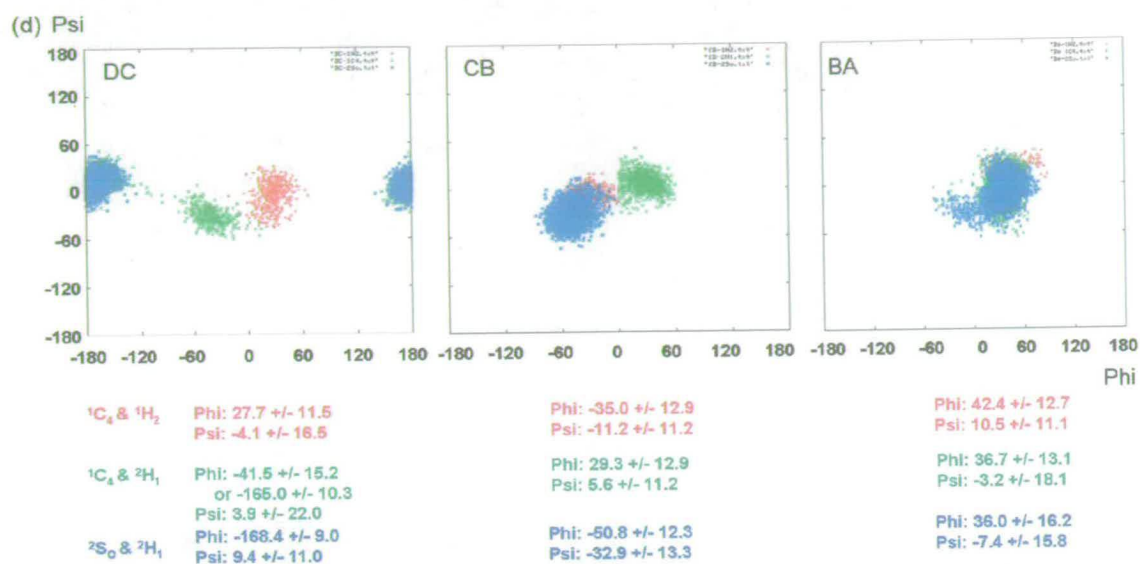 (d) Psi
DC
CB
BA
180
120
60
0
-60
-120
-180
-180 -120 -60 0 60 120 180
-180 -120 -60 0 60 120 180
-180 -120 -60 0 60 120 180
Phi
¹C₄ & ¹H₂
Phi: 27.7 +/- 11.5
Psi: -4.1 +/- 16.5
Phi: -35.0 +/- 12.9
Psi: -11.2 +/- 11.2
Phi: 42.4 +/- 12.7
Psi: 10.5 +/- 11.1
¹C₄ & ²H₁
Phi: -41.5 +/- 15.2
or -165.0 +/- 10.3
Psi: 3.9 +/- 22.0
Phi: 29.3 +/- 12.9
Psi: 5.6 +/- 11.2
Phi: 36.7 +/- 13.1
Psi: -3.2 +/- 18.1
²S₀ & ²H₁
Phi: -168.4 +/- 9.0
Psi: 9.4 +/- 11.0
Phi: -50.8 +/- 12.3
Psi: -32.9 +/- 13.3
Phi: 36.0 +/- 16.2
Psi: -7.4 +/- 15.8